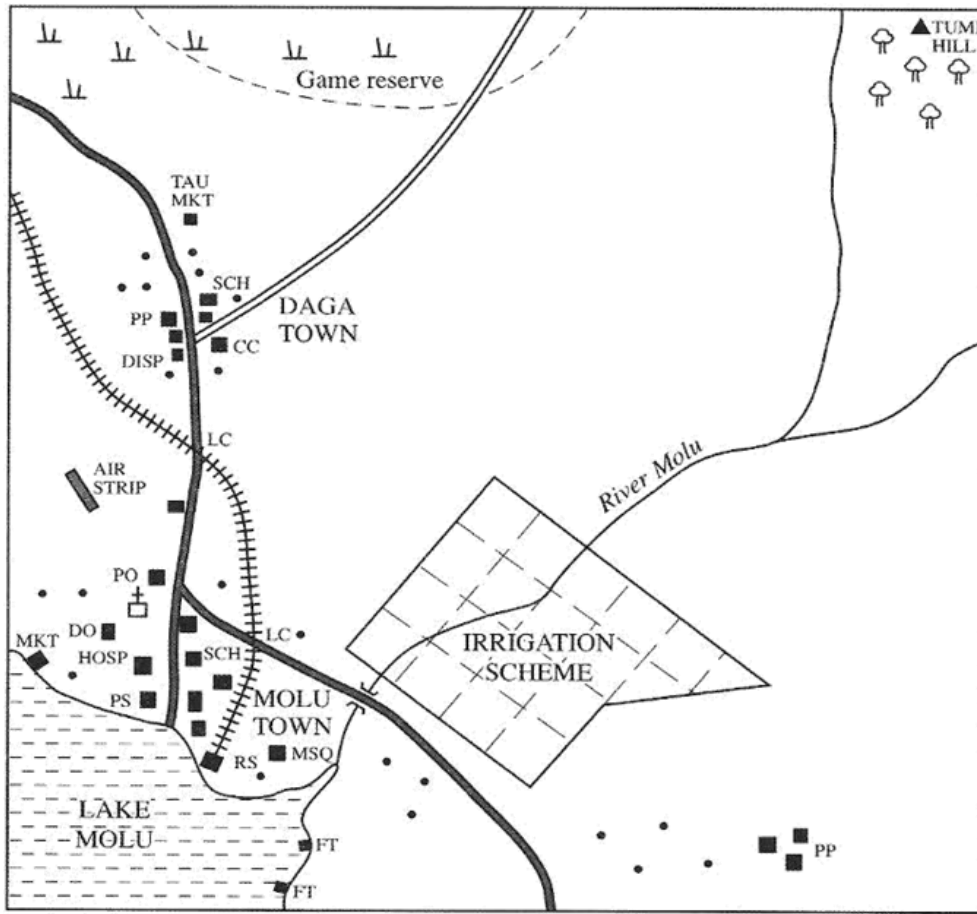 TUMI
HILL
Game reserve
TAU
MKT
SCH
DAGA
TOWN
PP
CC
DISP
LC
AIR
STRIP
River Molu
PO
DO
LC
MKT
HOSP
SCH
IRRIGATION
SCHEME
PS
MOLU
TOWN
RS
MSQ
LAKE
MOLU
FT
PP
FT